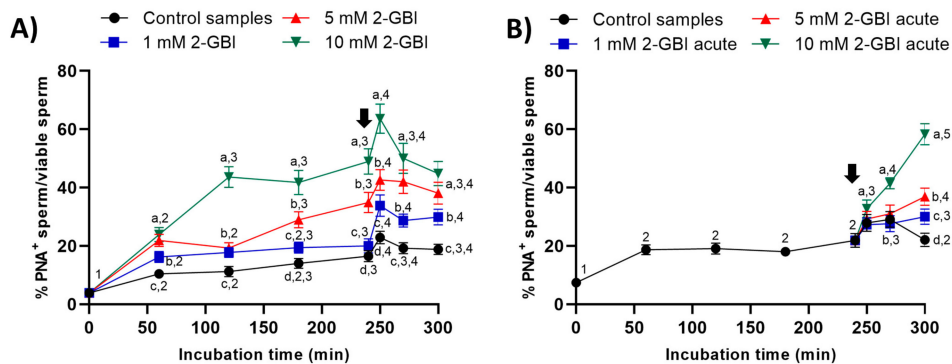 A)
Control samples
5 mM 2-GBI
1 mM 2-GBI
10 mM 2-GBI
% PNA+ sperm/viable sperm
80
60
40
20
0
a,4
a,3
a,3
a,3
a,3,4
a,2
b,4
b,3
b,3
a,3,4
b,2
c,4
b,4
c,2,3
c,3
1
b,2
d,4
c,2
c,2
d,2,3
d,3
c,3,4
c,3,4
0
50
100
150
200
250
300
Incubation time (min)
B)
Control samples
5 mM 2-GBI acute
1 mM 2-GBI acute
10 mM 2-GBI acute
% PNA+ sperm/viable sperm
80
60
40
20
0
a,5
a,4
a,3
b,4
c,3
2
2
2
2
b,3
d,2
1
0
50
100
150
200
250
300
Incubation time (min)